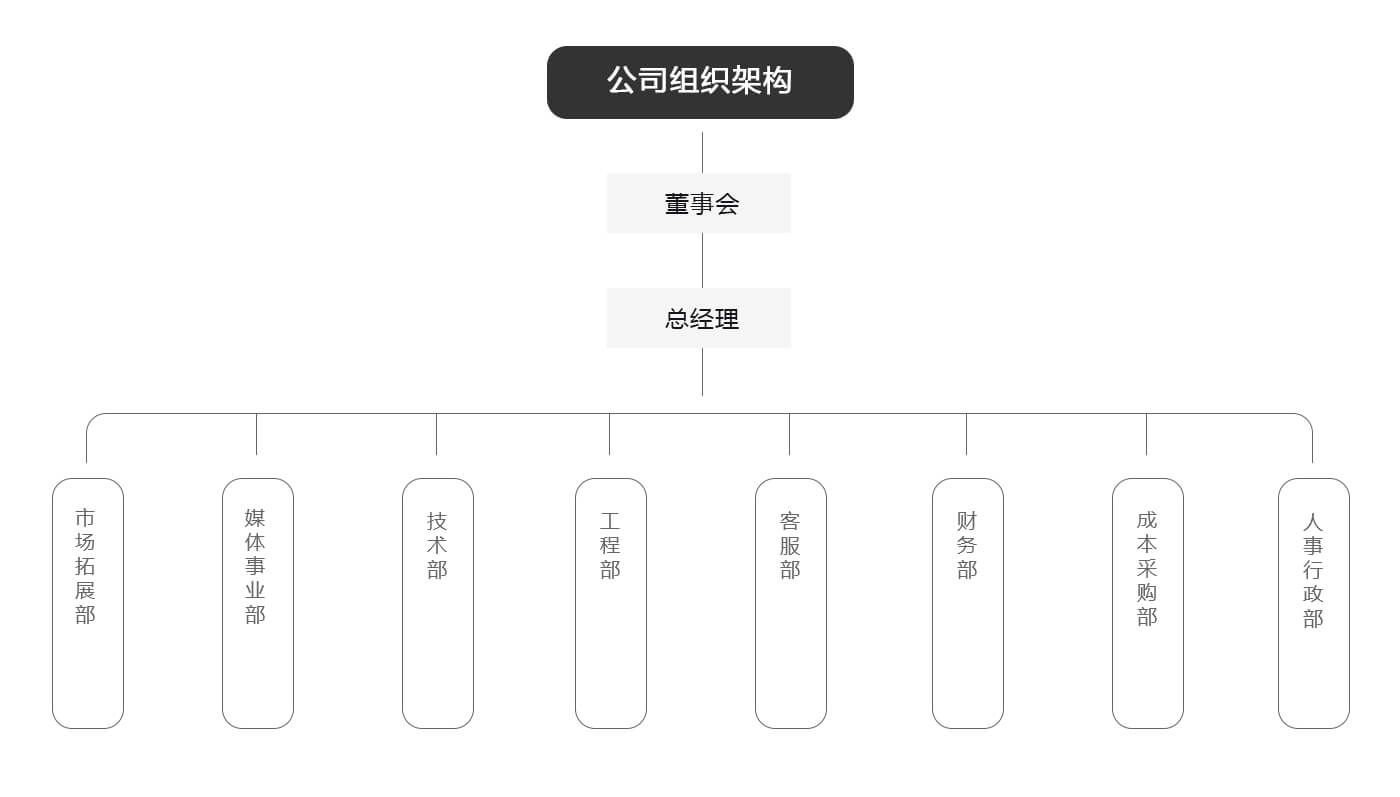 公司组织架构
董事会
总经理
市场拓展部
媒体事业部
技术部
工程部
客服部
财务部
成本采购部
人事行政部